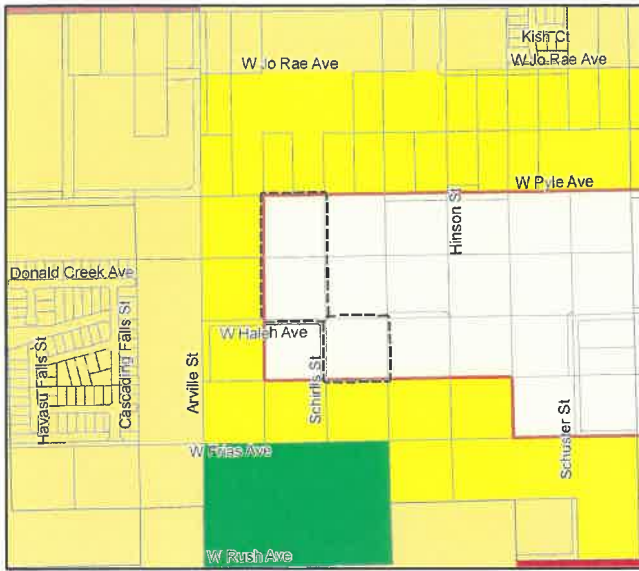 Kish Ct
W Jo Rae Ave
W Jo Rae Ave
W Pyle Ave
Hinson St
Donald Creek Ave
W Haleh Ave
Havasu Falls St
Cascading Falls St
Arville St
Schirlls St
Schuster St
W Frias Ave
W Rush Ave